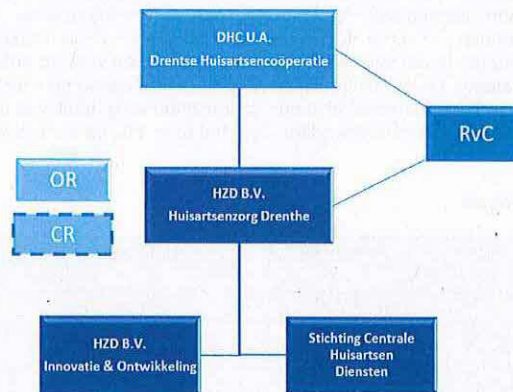 DHC U.A.
Drentse Huisartsencoöperatie
RvC
OR
CR
HZD B.V.
Huisartsenzorg Drenthe
HZD B.V.
Innovatie & Ontwikkeling
Stichting Centrale
Huisartsen
Diensten